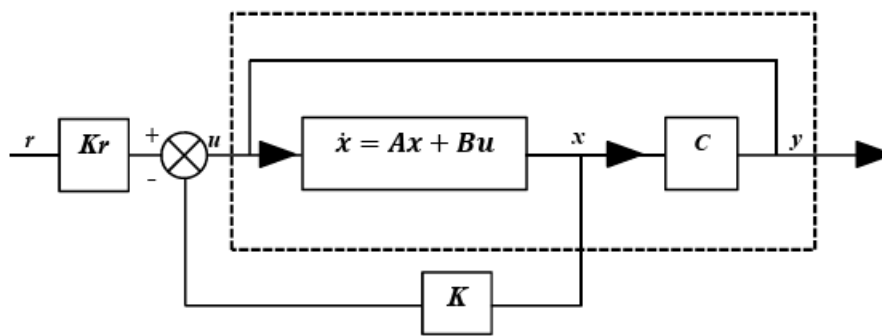 r Kr + - u ẋ = Ax + Bu x C y
K